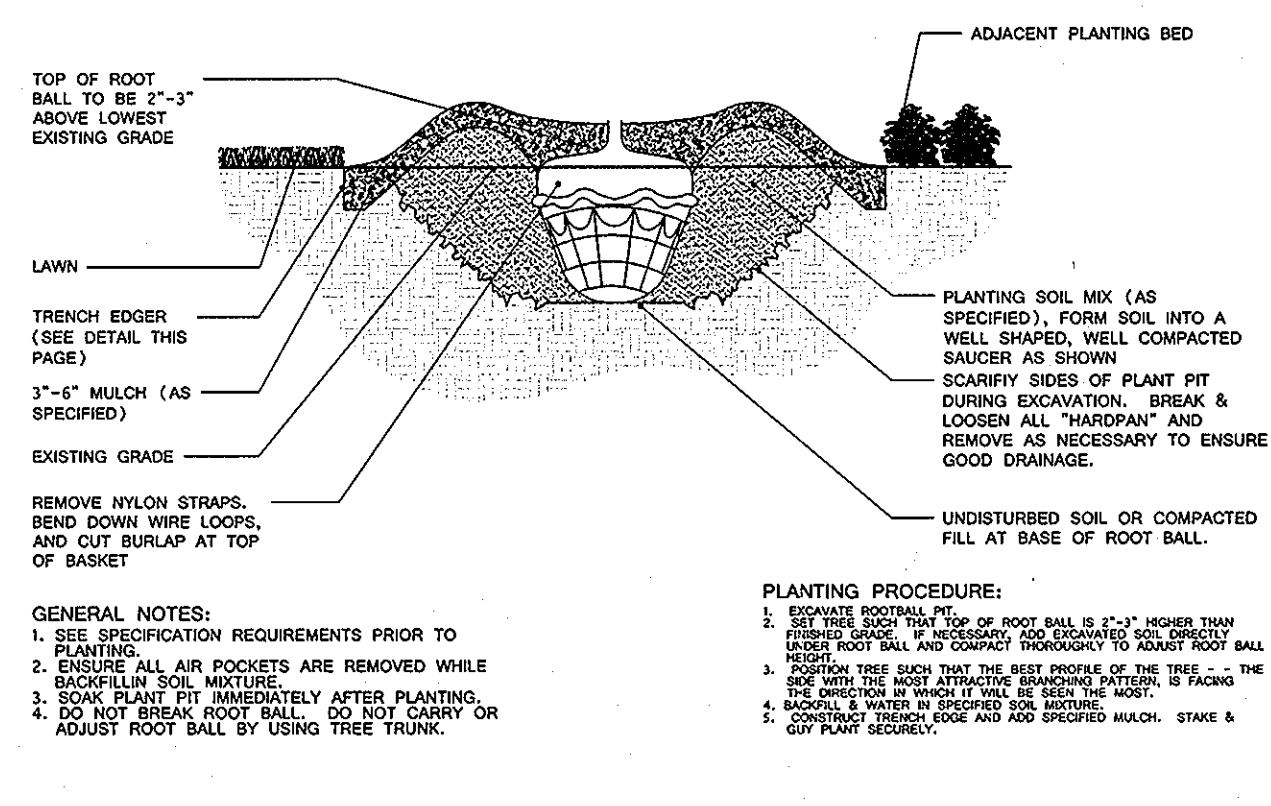 ADJACENT PLANTING BED
TOP OF ROOT
BALL TO BE 2"-3"
ABOVE LOWEST
EXISTING GRADE
LAWN
TRENCH EDGER
(SEE DETAIL THIS
PAGE)
3"-6" MULCH (AS
SPECIFIED)
EXISTING GRADE
REMOVE NYLON STRAPS.
BEND DOWN WIRE LOOPS,
AND CUT BURLAP AT TOP
OF BASKET
PLANTING SOIL MIX (AS
SPECIFIED), FORM SOIL INTO A
WELL SHAPED, WELL COMPACTED
SAUCER AS SHOWN
SCARIFIY SIDES OF PLANT PIT
DURING EXCAVATION. BREAK &
LOOSEN ALL "HARDPAN" AND
REMOVE AS NECESSARY TO ENSURE
GOOD DRAINAGE.
UNDISTURBED SOIL OR COMPACTED
FILL AT BASE OF ROOT BALL.
GENERAL NOTES:
1. SEE SPECIFICATION REQUIREMENTS PRIOR TO
PLANTING.
2. ENSURE ALL AIR POCKETS ARE REMOVED WHILE
BACKFILLIN SOIL MIXTURE.
3. SOAK PLANT PIT IMMEDIATELY AFTER PLANTING.
4. DO NOT BREAK ROOT BALL. DO NOT CARRY OR
ADJUST ROOT BALL BY USING TREE TRUNK.
PLANTING PROCEDURE:
1. EXCAVATE ROOTBALL PIT.
2. SET TREE SUCH THAT TOP OF ROOT BALL IS 2"-3" HIGHER THAN
FINISHED GRADE. IF NECESSARY, ADD EXCAVATED SOIL DIRECTLY
UNDER ROOT BALL AND COMPACT THOROUGHLY TO ADJUST ROOT BALL
HEIGHT.
3. POSITION TREE SUCH THAT THE BEST PROFILE OF THE TREE - - THE
SIDE WITH THE MOST ATTRACTIVE BRANCHING PATTERN, IS FACING
THE DIRECTION IN WHICH IT WILL BE SEEN THE MOST.
4. BACKFILL & WATER IN SPECIFIED SOIL MIXTURE.
5. CONSTRUCT TRENCH EDGE AND ADD SPECIFIED MULCH. STAKE &
GUY PLANT SECURELY.